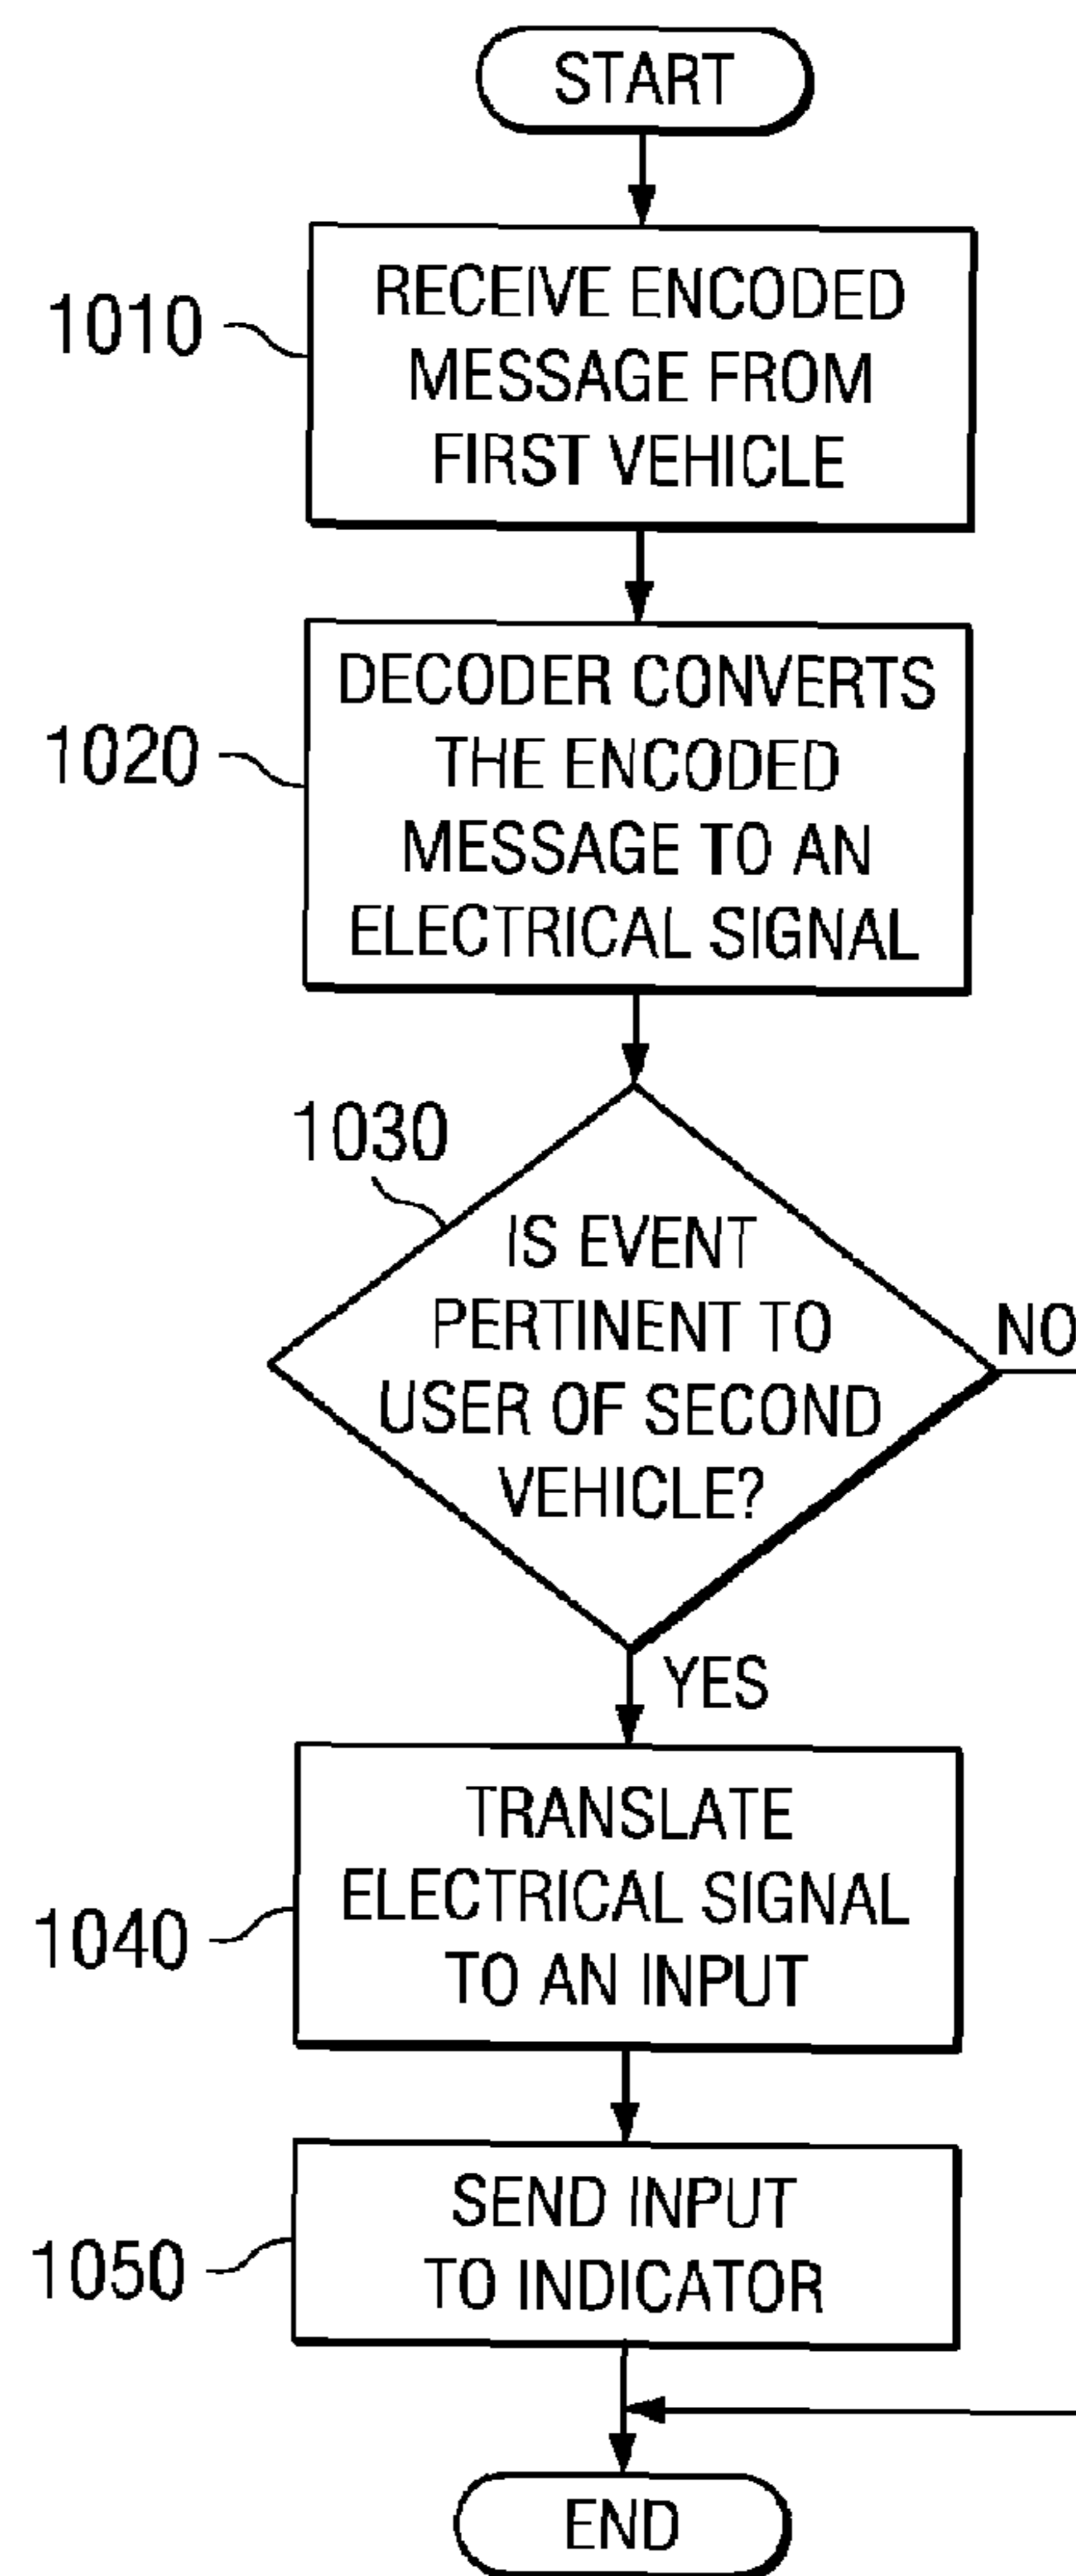 START
1010
RECEIVE ENCODED
MESSAGE FROM
FIRST VEHICLE
1020
DECODER CONVERTS
THE ENCODED
MESSAGE TO AN
ELECTRICAL SIGNAL
1030
IS EVENT
PERTINENT TO
USER OF SECOND
VEHICLE?
NO
YES
1040
TRANSLATE
ELECTRICAL SIGNAL
TO AN INPUT
1050
SEND INPUT
TO INDICATOR
END